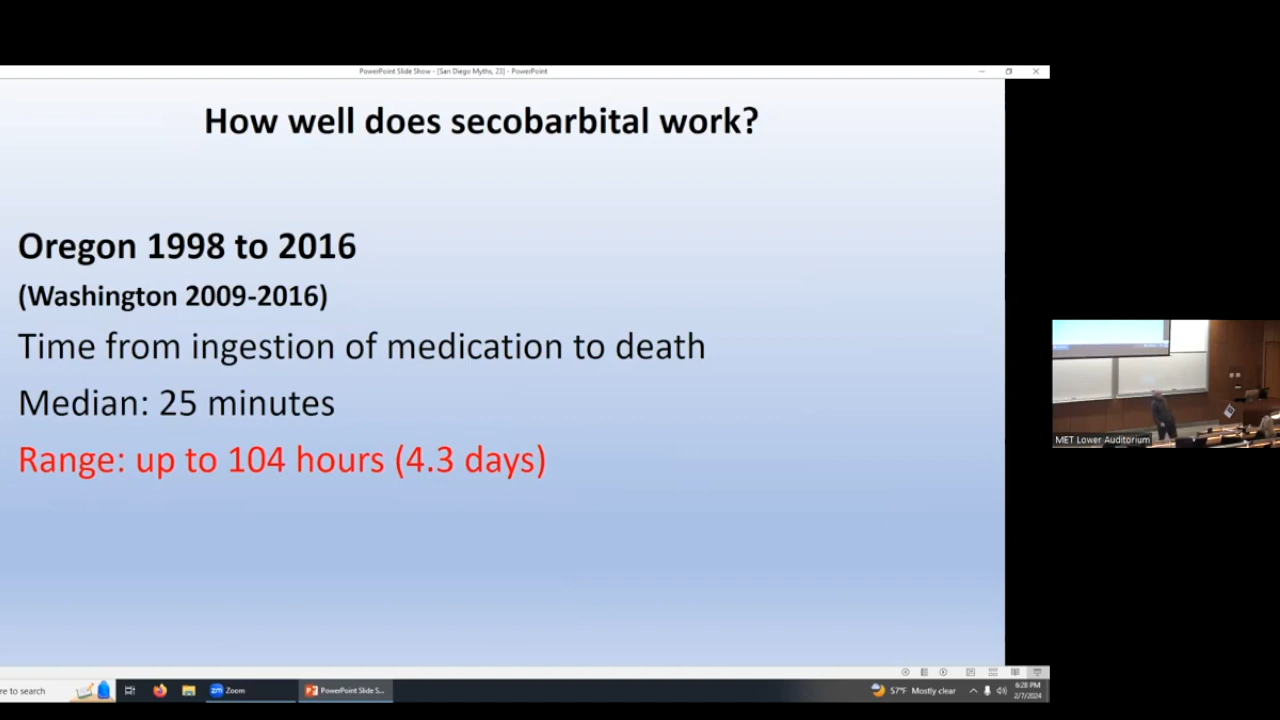 PowerPoint Slide Show - [San Diego Myths, 23] - PowerPoint
How well does secobarbital work?
Oregon 1998 to 2016
(Washington 2009-2016)
Time from ingestion of medication to death
Median: 25 minutes
Range: up to 104 hours (4.3 days)
MET Lower Auditorium
re to search
zm Zoom
PowerPoint Slide S...
57°F Mostly clear
6:28 PM
2/7/2024